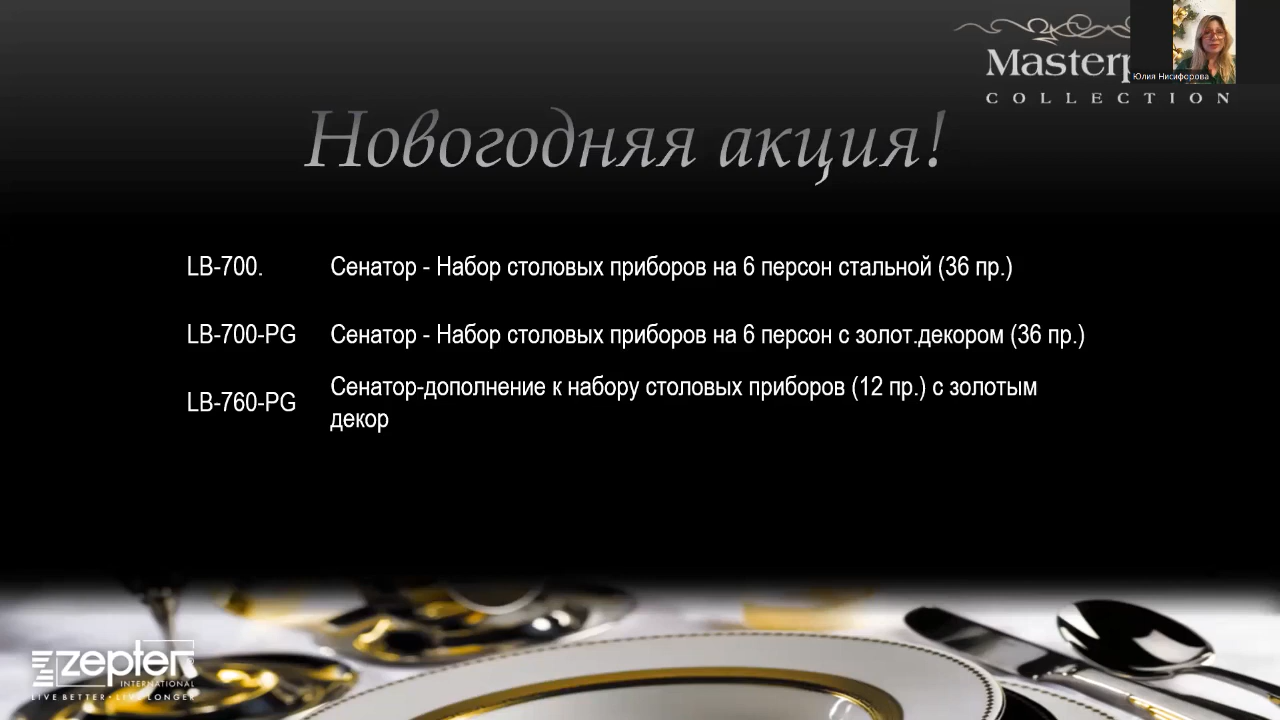 Юлия Нисифорова
COLLECTION
Новогодняя акция!
LB-700. Сенатор - Набор столовых приборов на 6 персон стальной (36 пр.)
LB-700-PG Сенатор - Набор столовых приборов на 6 персон с золот.декором (36 пр.)
LB-760-PG Сенатор-дополнение к набору столовых приборов (12 пр.) с золотым
декор
zepter
INTERNATIONAL
LIVE BETTER • LIVE LONGER